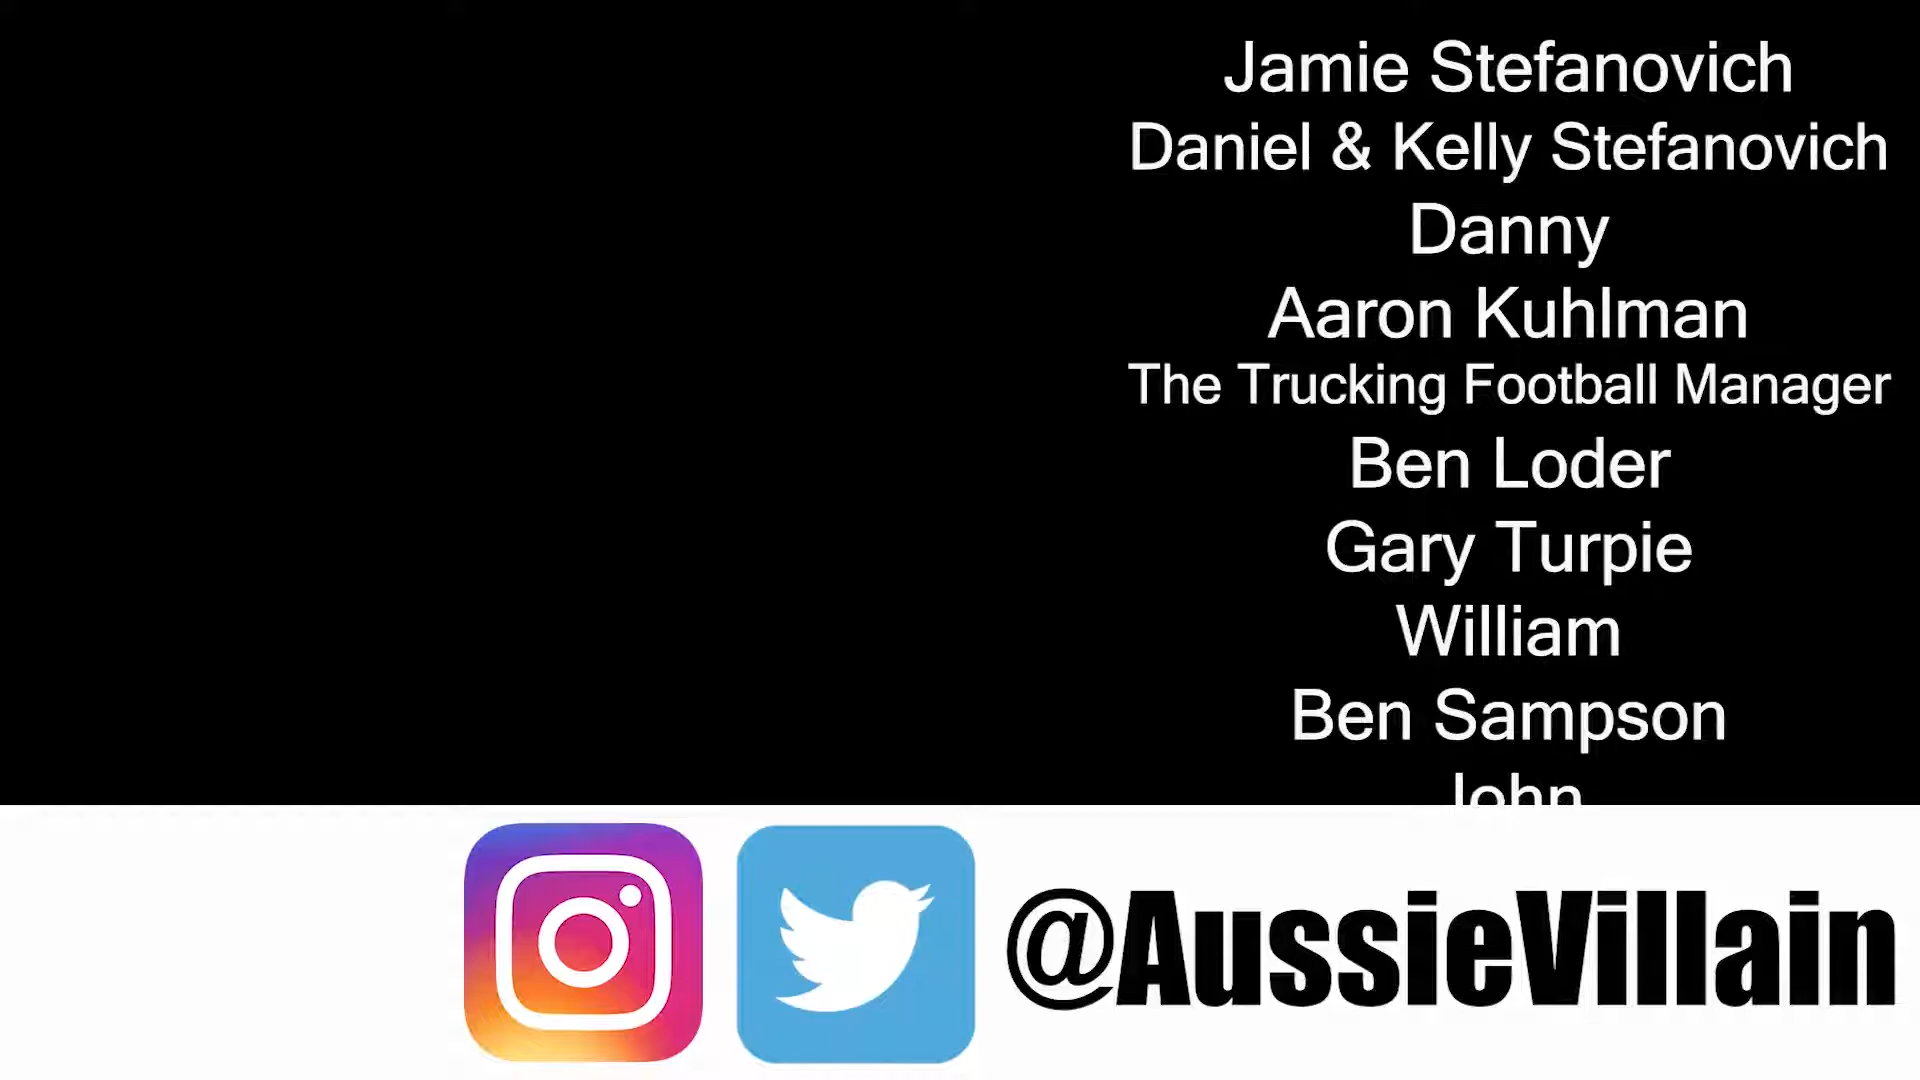 Jamie Stefanovich
Daniel & Kelly Stefanovich
Danny
Aaron Kuhlman
The Trucking Football Manager
Ben Loder
Gary Turpie
William
Ben Sampson
John
@AussieVillain